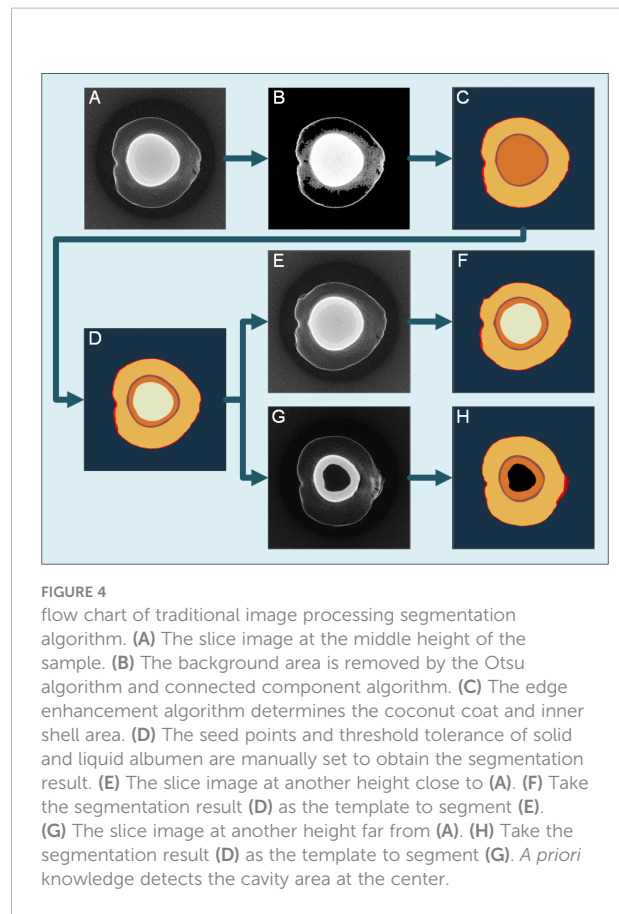 A
B
C
D
E
F
G
H
FIGURE 4
flow chart of traditional image processing segmentation
algorithm. (A) The slice image at the middle height of the
sample. (B) The background area is removed by the Otsu
algorithm and connected component algorithm. (C) The edge
enhancement algorithm determines the coconut coat and inner
shell area. (D) The seed points and threshold tolerance of solid
and liquid albumen are manually set to obtain the segmentation
result. (E) The slice image at another height close to (A). (F) Take
the segmentation result (D) as the template to segment (E).
(G) The slice image at another height far from (A). (H) Take the
segmentation result (D) as the template to segment (G). A priori
knowledge detects the cavity area at the center.